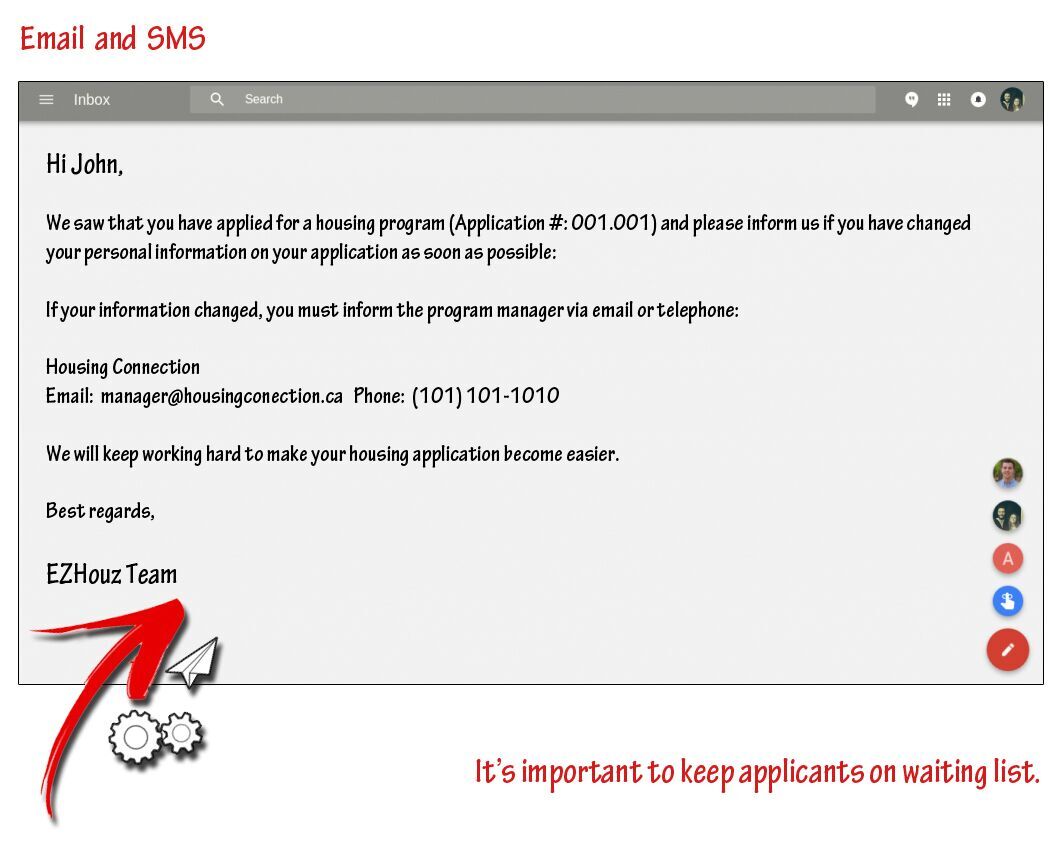 Email and SMS
Inbox
Search
Hi John,
We saw that you have applied for a housing program (Application #: 001.001) and please inform us if you have changed
your personal information on your application as soon as possible:
If your information changed, you must inform the program manager via email or telephone:
Housing Connection
Email: manager@housingconection.ca Phone: (101) 101-1010
We will keep working hard to make your housing application become easier.
Best regards,
A
EZHouz Team
It's important to keep applicants on waiting list.